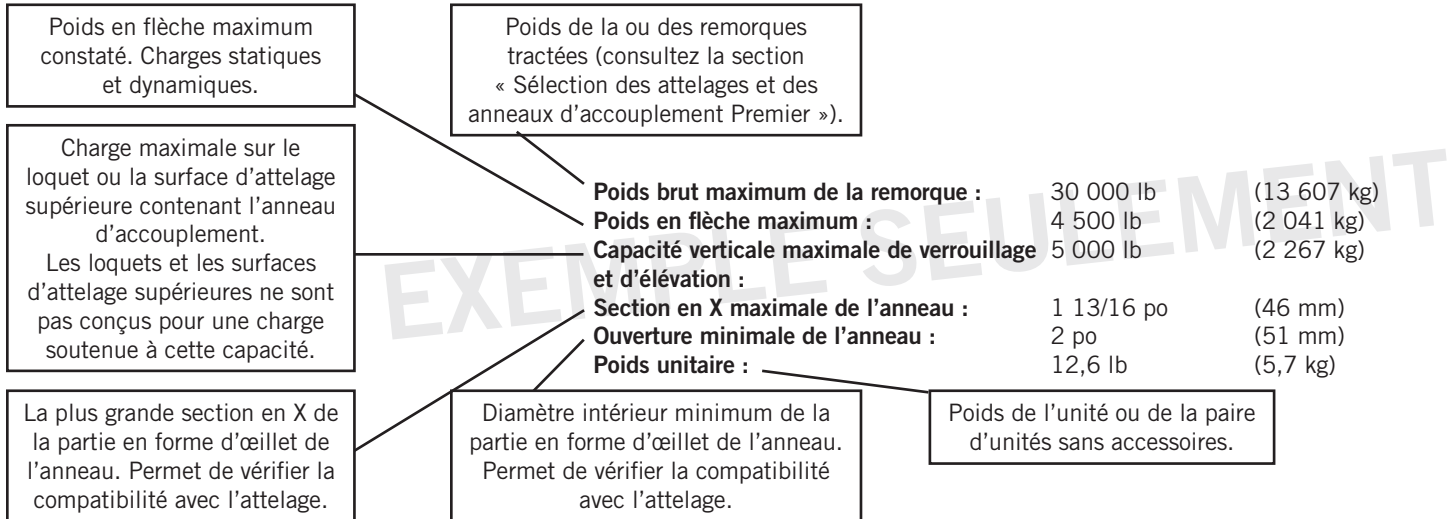 Poids en flèche maximum
constaté. Charges statiques
et dynamiques.
Poids de la ou des remorques
tractées (consultez la section
« Sélection des attelages et des
anneaux d’accouplement Premier »).
Charge maximale sur le
loquet ou la surface d’attelage
supérieure contenant l’anneau
d’accouplement.
Les loquets et les surfaces
d’attelage supérieures ne sont
pas conçus pour une charge
soutenue à cette capacité.
EXEMPLE SEULEMENT
Poids brut maximum de la remorque : 30 000 lb (13 607 kg)
Poids en flèche maximum : 4 500 lb (2 041 kg)
Capacité verticale maximale de verrouillage 5 000 lb (2 267 kg)
et d’élévation :
Section en X maximale de l’anneau : 1 13/16 po (46 mm)
Ouverture minimale de l’anneau : 2 po (51 mm)
Poids unitaire : 12,6 lb (5,7 kg)
La plus grande section en X de
la partie en forme d’œillet de
l’anneau. Permet de vérifier la
compatibilité avec l’attelage.
Diamètre intérieur minimum de la
partie en forme d’œillet de l’anneau.
Permet de vérifier la compatibilité
avec l’attelage.
Poids de l’unité ou de la paire
d’unités sans accessoires.